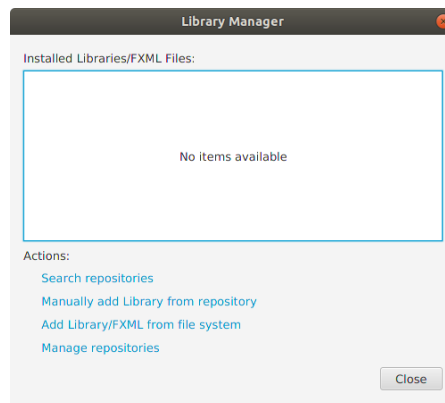 Library Manager
Installed Libraries/FXML Files:
No items available
Actions:
Search repositories
Manually add Library from repository
Add Library/FXML from file system
Manage repositories
Close